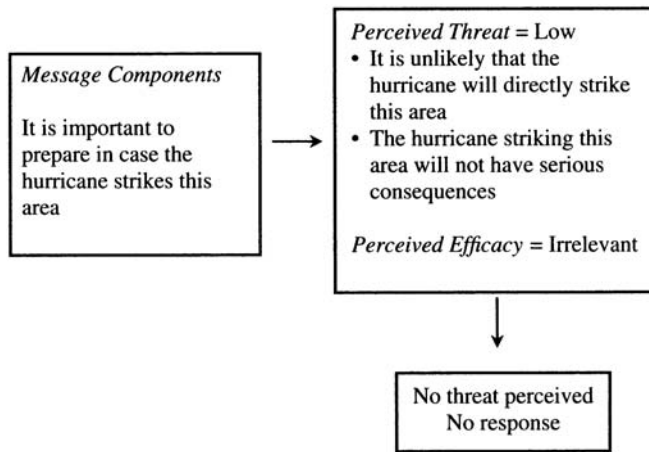 Message Components
It is important to
prepare in case the
hurricane strikes this
area
Perceived Threat = Low
• It is unlikely that the
hurricane will directly strike
this area
• The hurricane striking this
area will not have serious
consequences
Perceived Efficacy = Irrelevant
No threat perceived
No response